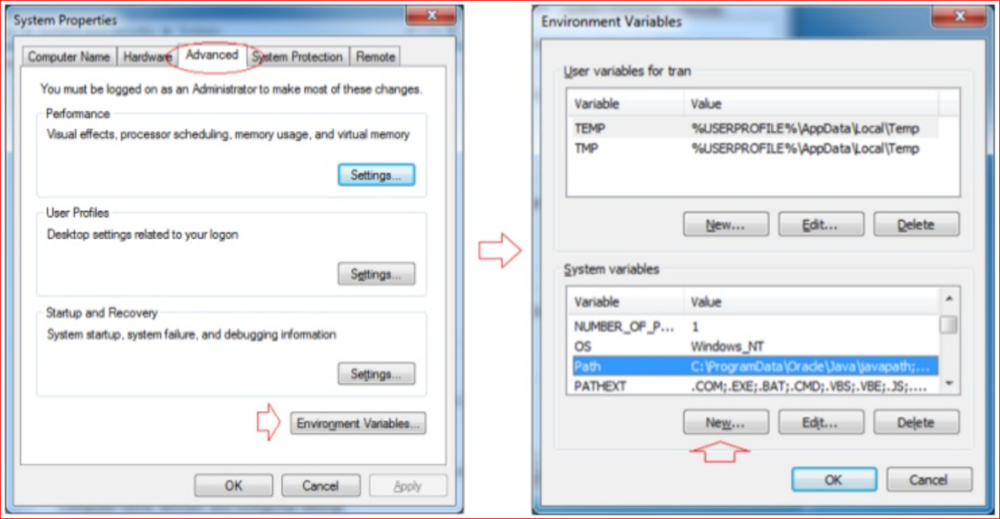 System Properties
Computer Name Hardware Advanced System Protection Remote
You must be logged on as an Administrator to make most of these changes.
Performance
Visual effects, processor scheduling, memory usage, and virtual memory
Settings...
User Profiles
Desktop settings related to your logon
Settings...
Startup and Recovery
System startup, system failure, and debugging information
Settings...
Environment Variables...
OK Cancel Apply
Environment Variables
User variables for tran
Variable Value
TEMP %USERPROFILE%\AppData\Local\Temp
TMP %USERPROFILE%\AppData\Local\Temp
New... Edit... Delete
System variables
Variable Value
NUMBER_OF_P... 1
OS Windows_NT
Path C:\ProgramData\Oracle\Java\javapath;...
PATHEXT .COM;.EXE;.BAT;.CMD;.VBS;.VBE;.JS;....
New... Edit... Delete
OK Cancel